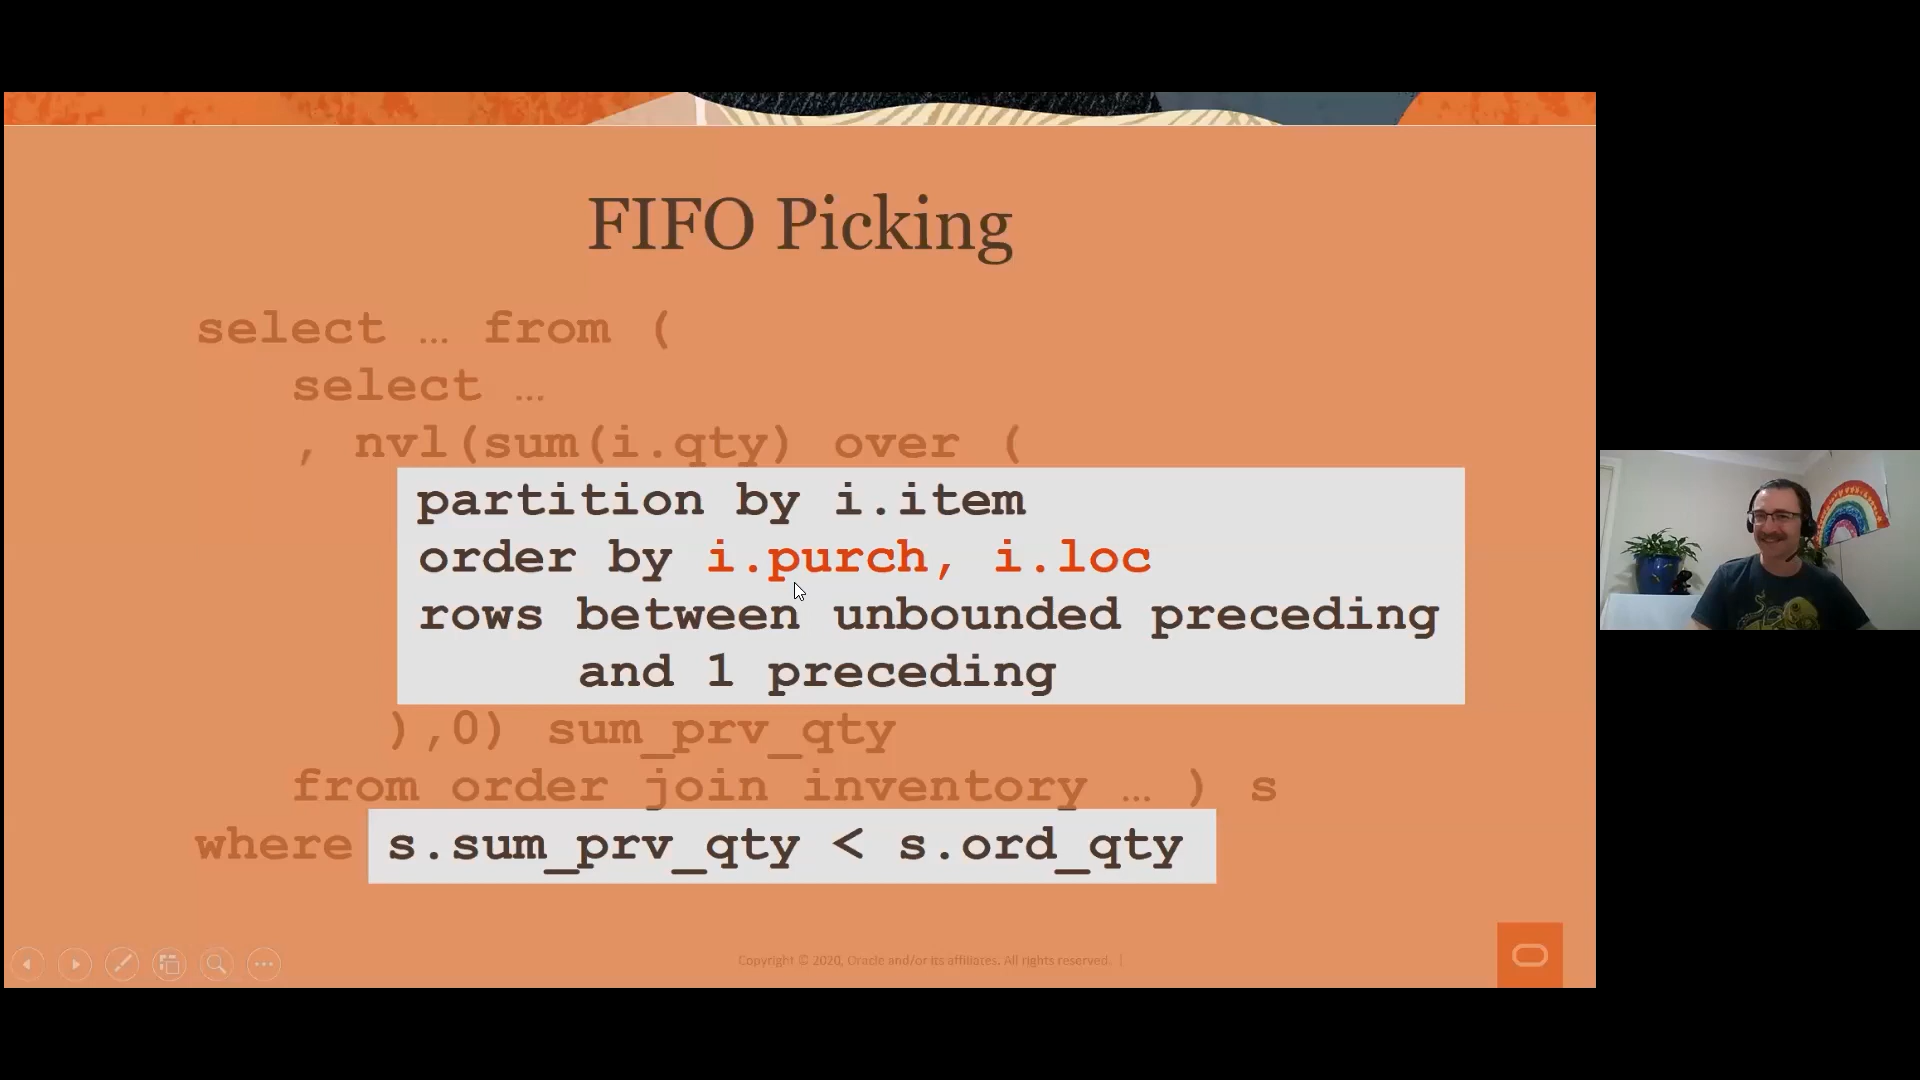 FIFO Picking
select … from (
select …
, nvl(sum(i.qty) over (
partition by i.item
order by i.purch, i.loc
rows between unbounded preceding
and 1 preceding
),0) sum_prv_qty
from order join inventory … ) s
where s.sum_prv_qty < s.ord_qty
Copyright © 2020, Oracle and/or its affiliates. All rights reserved. |